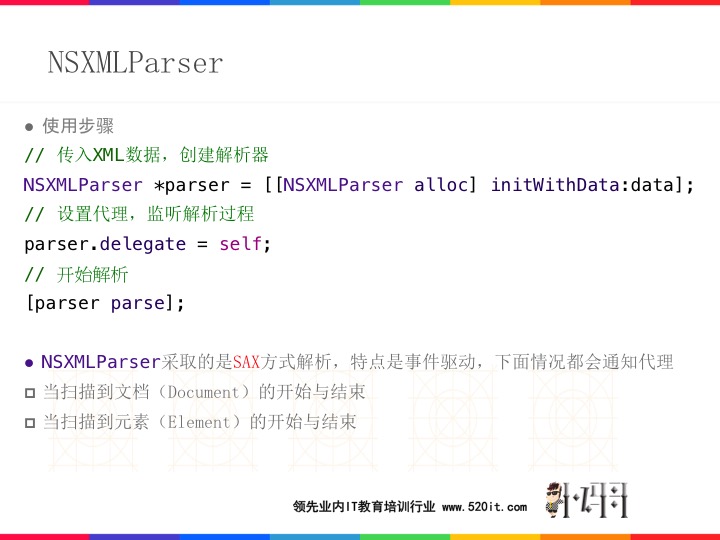 NSXMLParser
使用步骤
// 传入XML数据，创建解析器
NSXMLParser *parser = [[NSXMLParser alloc] initWithData:data];
// 设置代理，监听解析过程
parser.delegate = self;
// 开始解析
[parser parse];
NSXMLParser采取的是SAX方式解析，特点是事件驱动，下面情况都会通知代理
当扫描到文档（Document）的开始与结束
当扫描到元素（Element）的开始与结束
领先业内IT教育培训行业 www.520it.com
小码哥